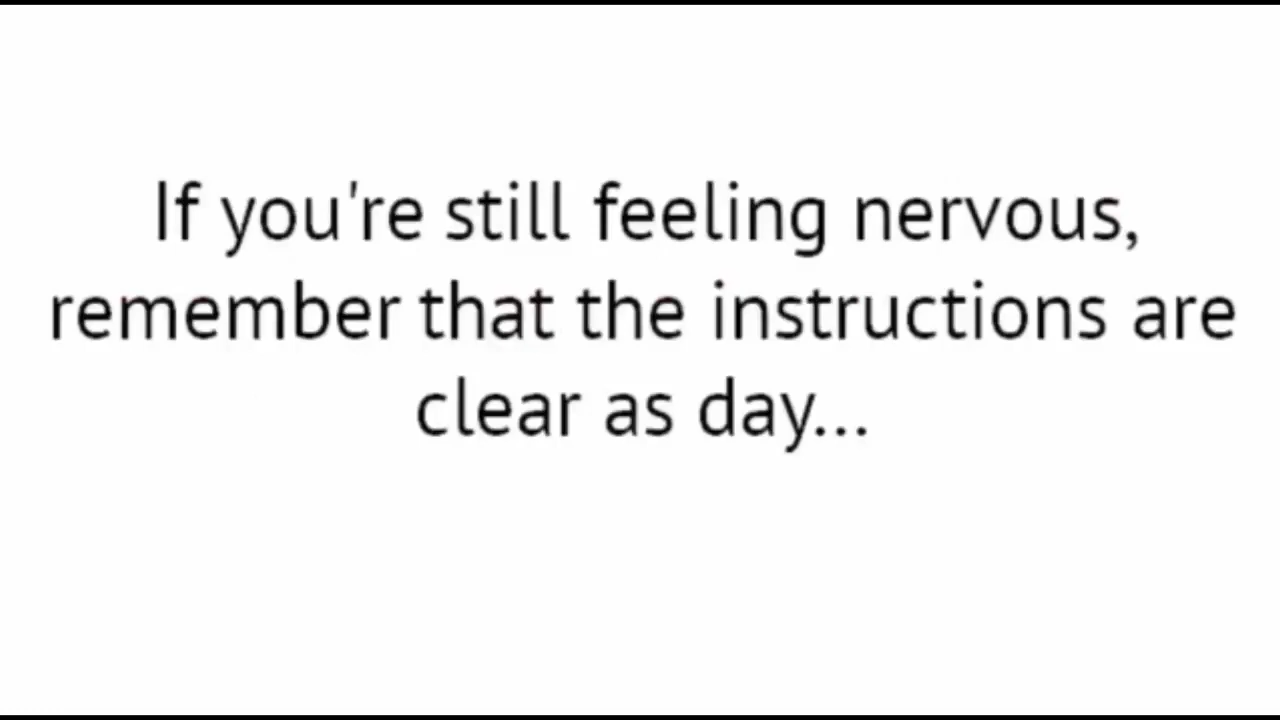 If you're still feeling nervous,
remember that the instructions are
clear as day...